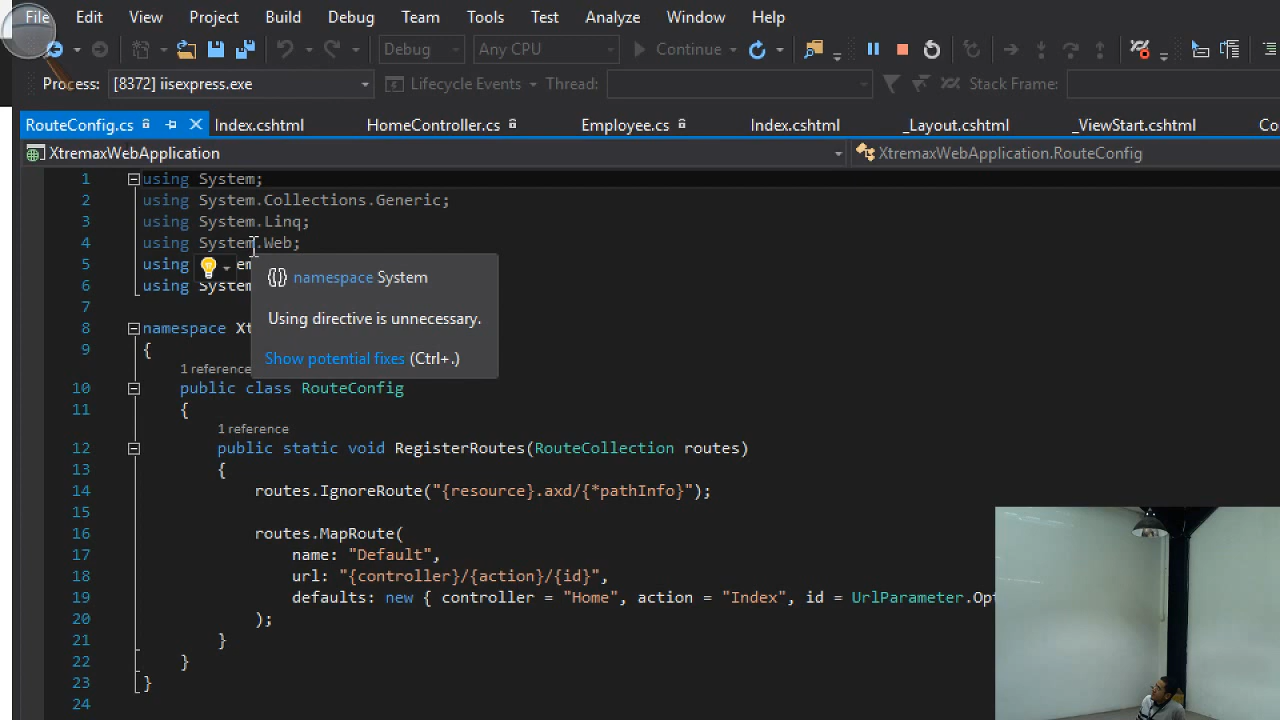 File Edit View Project Build Debug Team Tools Test Analyze Window Help
Debug Any CPU Continue
Process: [8372] iisexpress.exe Lifecycle Events Thread: Stack Frame:
RouteConfig.cs Index.cshtml HomeController.cs Employee.cs Index.cshtml _Layout.cshtml _ViewStart.cshtml Co
XtremaxWebApplication XtremaxWebApplication.RouteConfig
1 using System;
2 using System.Collections.Generic;
3 using System.Linq;
4 using System.Web;
5 using em
6 using System
{} namespace System
Using directive is unnecessary.
Show potential fixes (Ctrl+.)
7
8 namespace Xt
9 {
1 reference
10 public class RouteConfig
11 {
1 reference
12 public static void RegisterRoutes(RouteCollection routes)
13 {
14 routes.IgnoreRoute("{resource}.axd/{*pathInfo}");
15
16 routes.MapRoute(
17 name: "Default",
18 url: "{controller}/{action}/{id}",
19 defaults: new { controller = "Home", action = "Index", id = UrlParameter.Opt
20 );
21 }
22 }
23 }
24